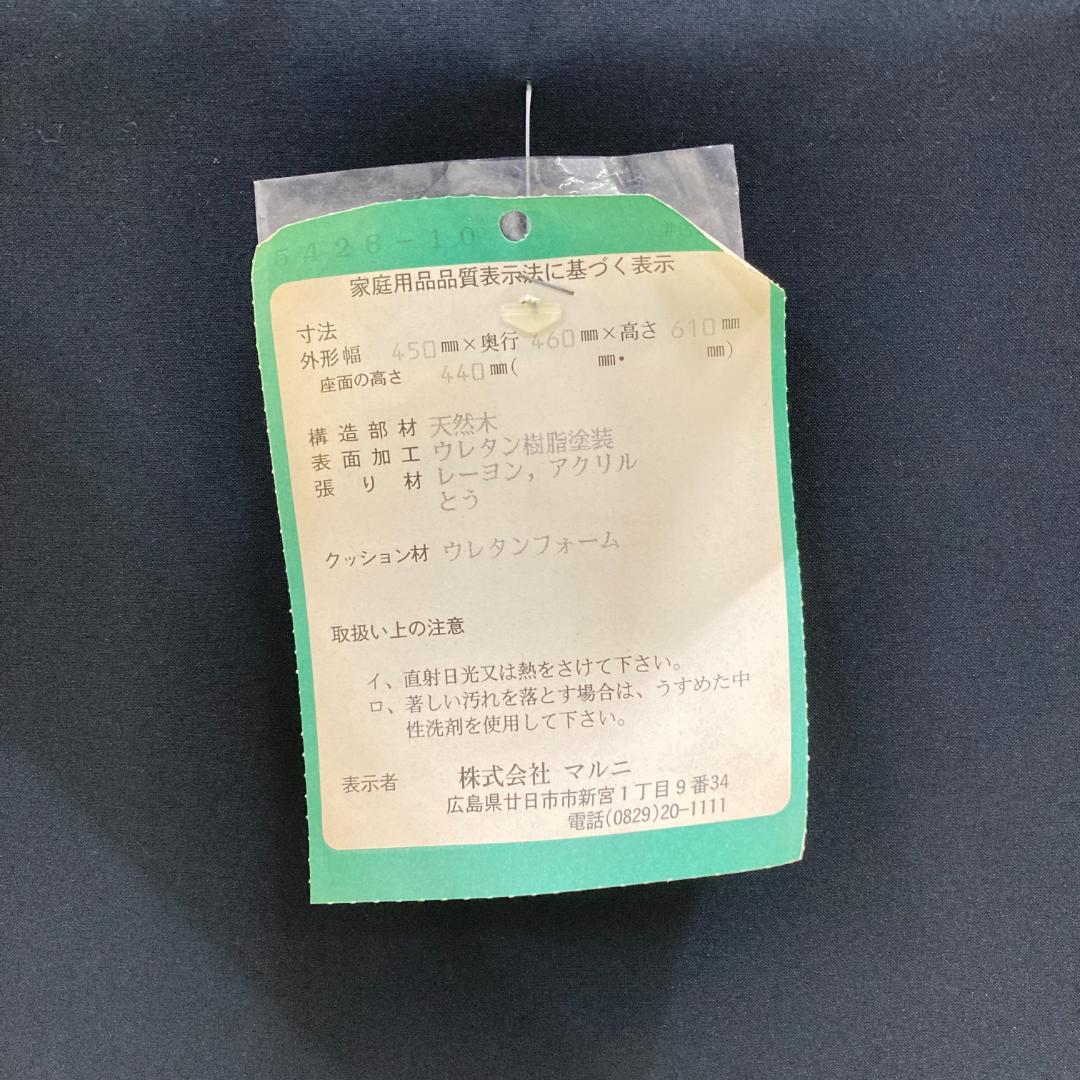 5426-10
家庭用品品質表示法に基づく表示
寸法
外形幅 450㎜×奥行 460㎜×高さ 610㎜
座面の高さ 440㎜( ㎜・ ㎜)
構造部材 天然木
表面加工 ウレタン樹脂塗装
張り材 レーヨン，アクリル
とう
クッション材 ウレタンフォーム
取扱い上の注意
イ、直射日光又は熱をさけて下さい。
ロ、著しい汚れを落とす場合は、うすめた中
性洗剤を使用して下さい。
表示者 株式会社 マルニ
広島県廿日市市新宮1丁目9番34
電話(0829)20-1111